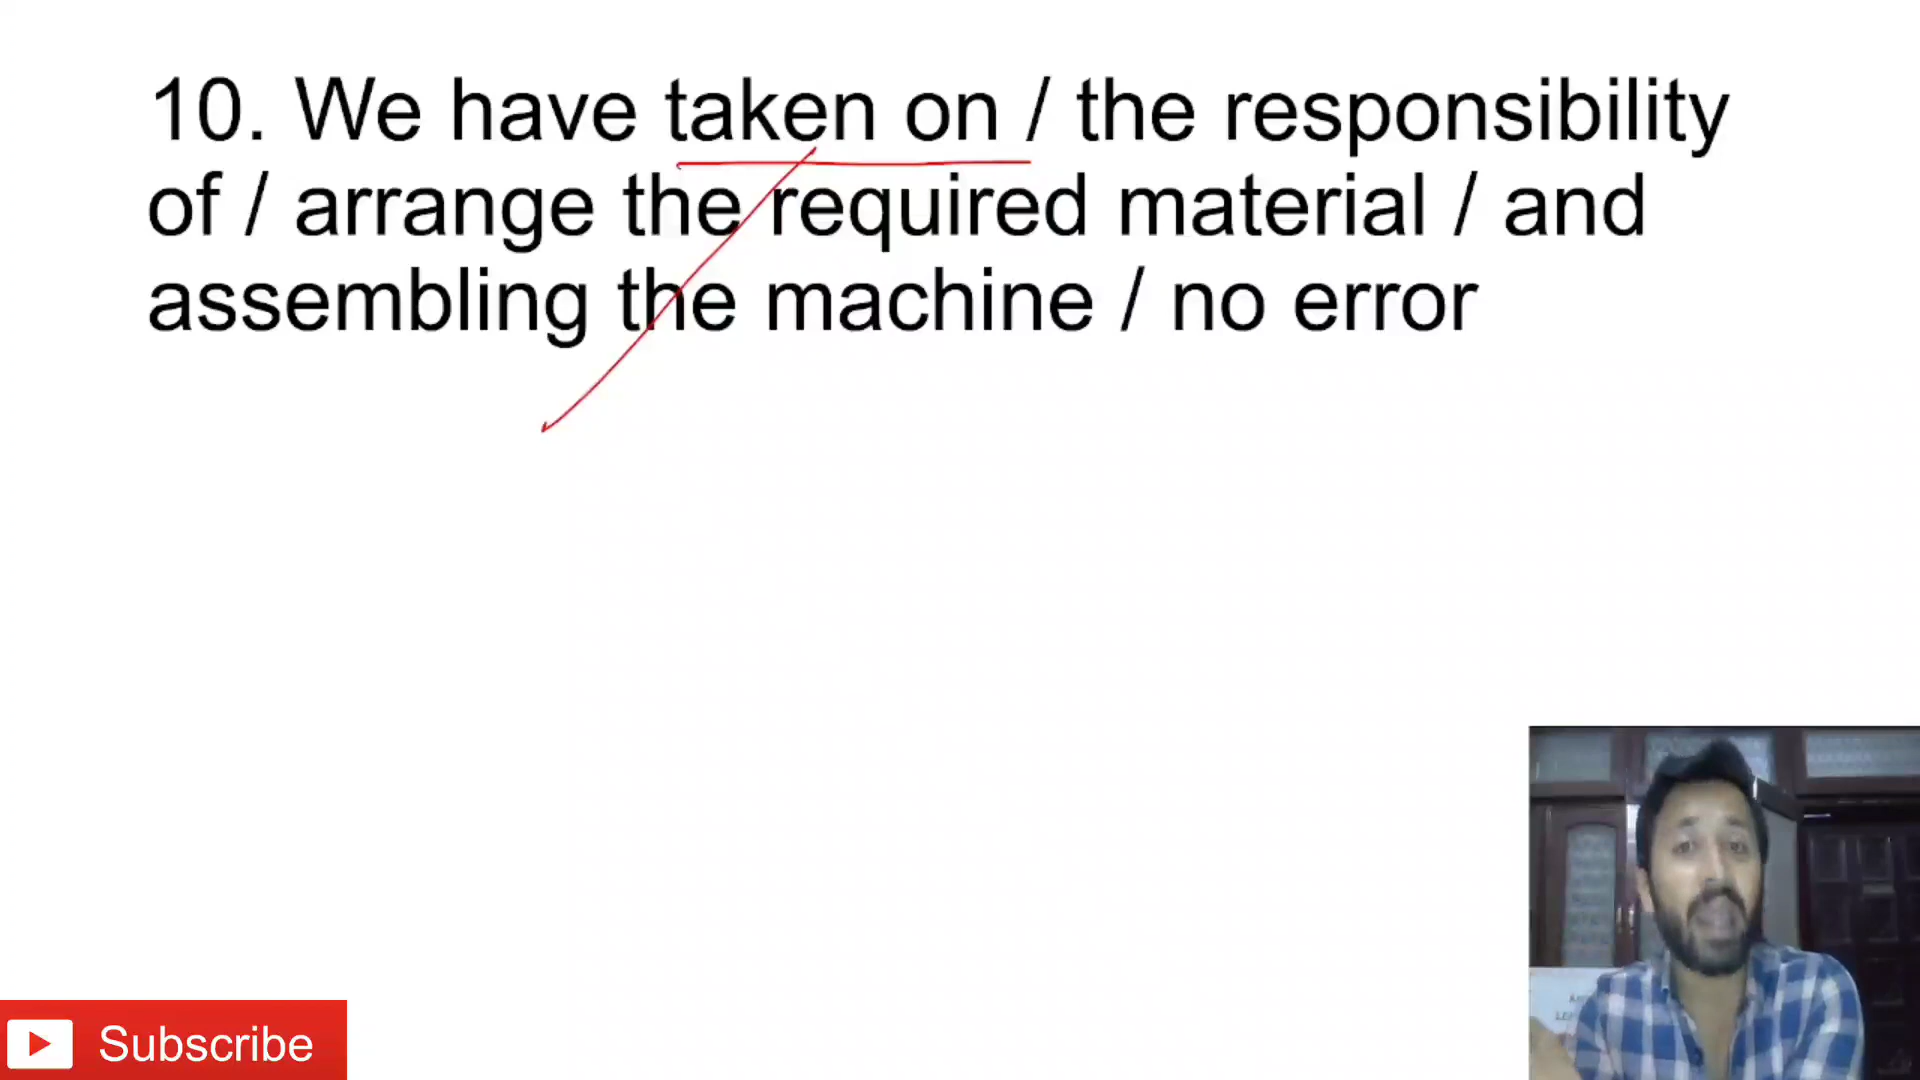 10. We have taken on / the responsibility
of / arrange the required material / and
assembling the machine / no error
Subscribe